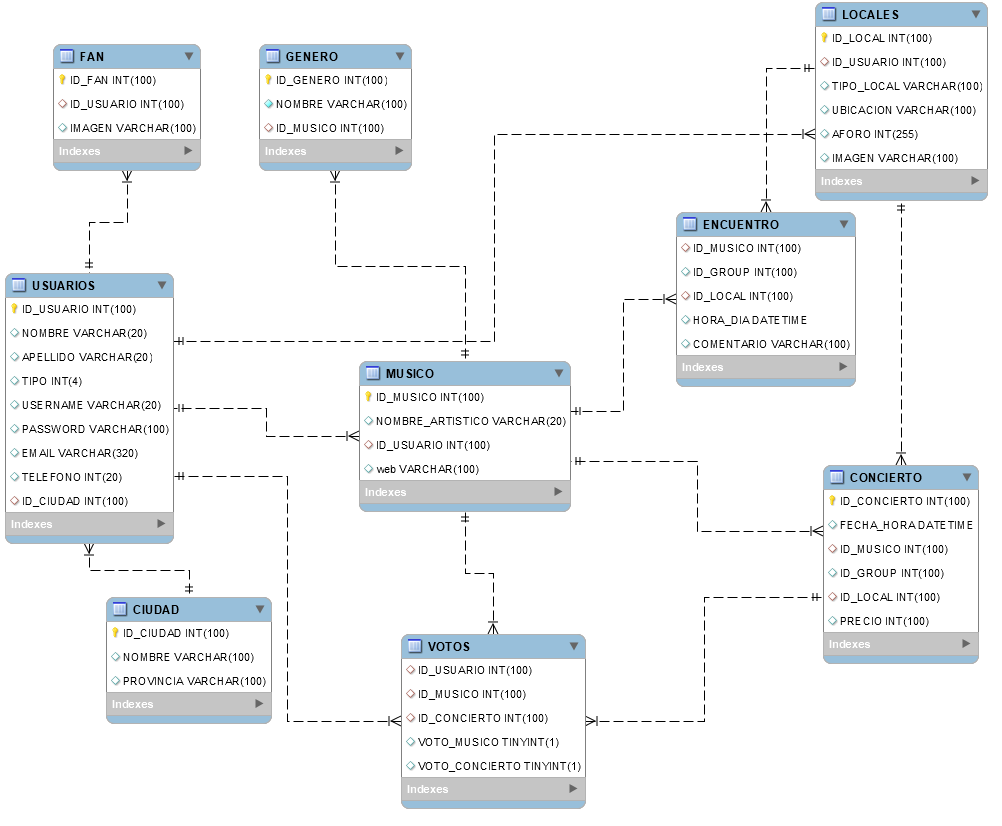 FAN
ID_FAN INT(100)
ID_USUARIO INT(100)
IMAGEN VARCHAR(100)
Indexes
GENERO
ID_GENERO INT(100)
NOMBRE VARCHAR(100)
ID_MUSICO INT(100)
Indexes
LOCALES
ID_LOCAL INT(100)
ID_USUARIO INT(100)
TIPO_LOCAL VARCHAR(100)
UBICACION VARCHAR(100)
AFORO INT(255)
IMAGEN VARCHAR(100)
Indexes
ENCUENTRO
ID_MUSICO INT(100)
ID_GROUP INT(100)
ID_LOCAL INT(100)
HORA_DIA DATETIME
COMENTARIO VARCHAR(100)
Indexes
USUARIOS
ID_USUARIO INT(100)
NOMBRE VARCHAR(20)
APELLIDO VARCHAR(20)
TIPO INT(4)
USERNAME VARCHAR(20)
PASSWORD VARCHAR(100)
EMAIL VARCHAR(320)
TELEFONO INT(20)
ID_CIUDAD INT(100)
Indexes
MUSICO
ID_MUSICO INT(100)
NOMBRE_ARTISTICO VARCHAR(20)
ID_USUARIO INT(100)
web VARCHAR(100)
Indexes
CONCIERTO
ID_CONCIERTO INT(100)
FECHA_HORA DATETIME
ID_MUSICO INT(100)
ID_GROUP INT(100)
ID_LOCAL INT(100)
PRECIO INT(100)
Indexes
CIUDAD
ID_CIUDAD INT(100)
NOMBRE VARCHAR(100)
PROVINCIA VARCHAR(100)
Indexes
VOTOS
ID_USUARIO INT(100)
ID_MUSICO INT(100)
ID_CONCIERTO INT(100)
VOTO_MUSICO TINYINT(1)
VOTO_CONCIERTO TINYINT(1)
Indexes